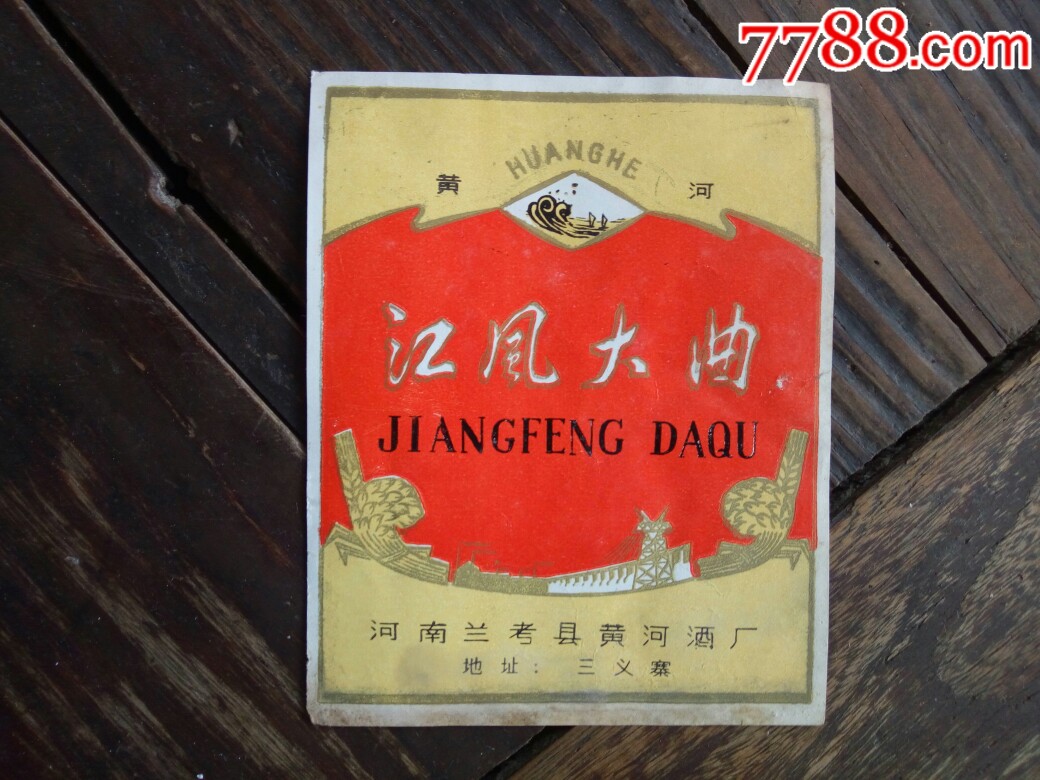 7788.com
HUANGHE
黄 河
江風大曲
JIANGFENG DAQU
河南兰考县黄河酒厂
地址：三义寨